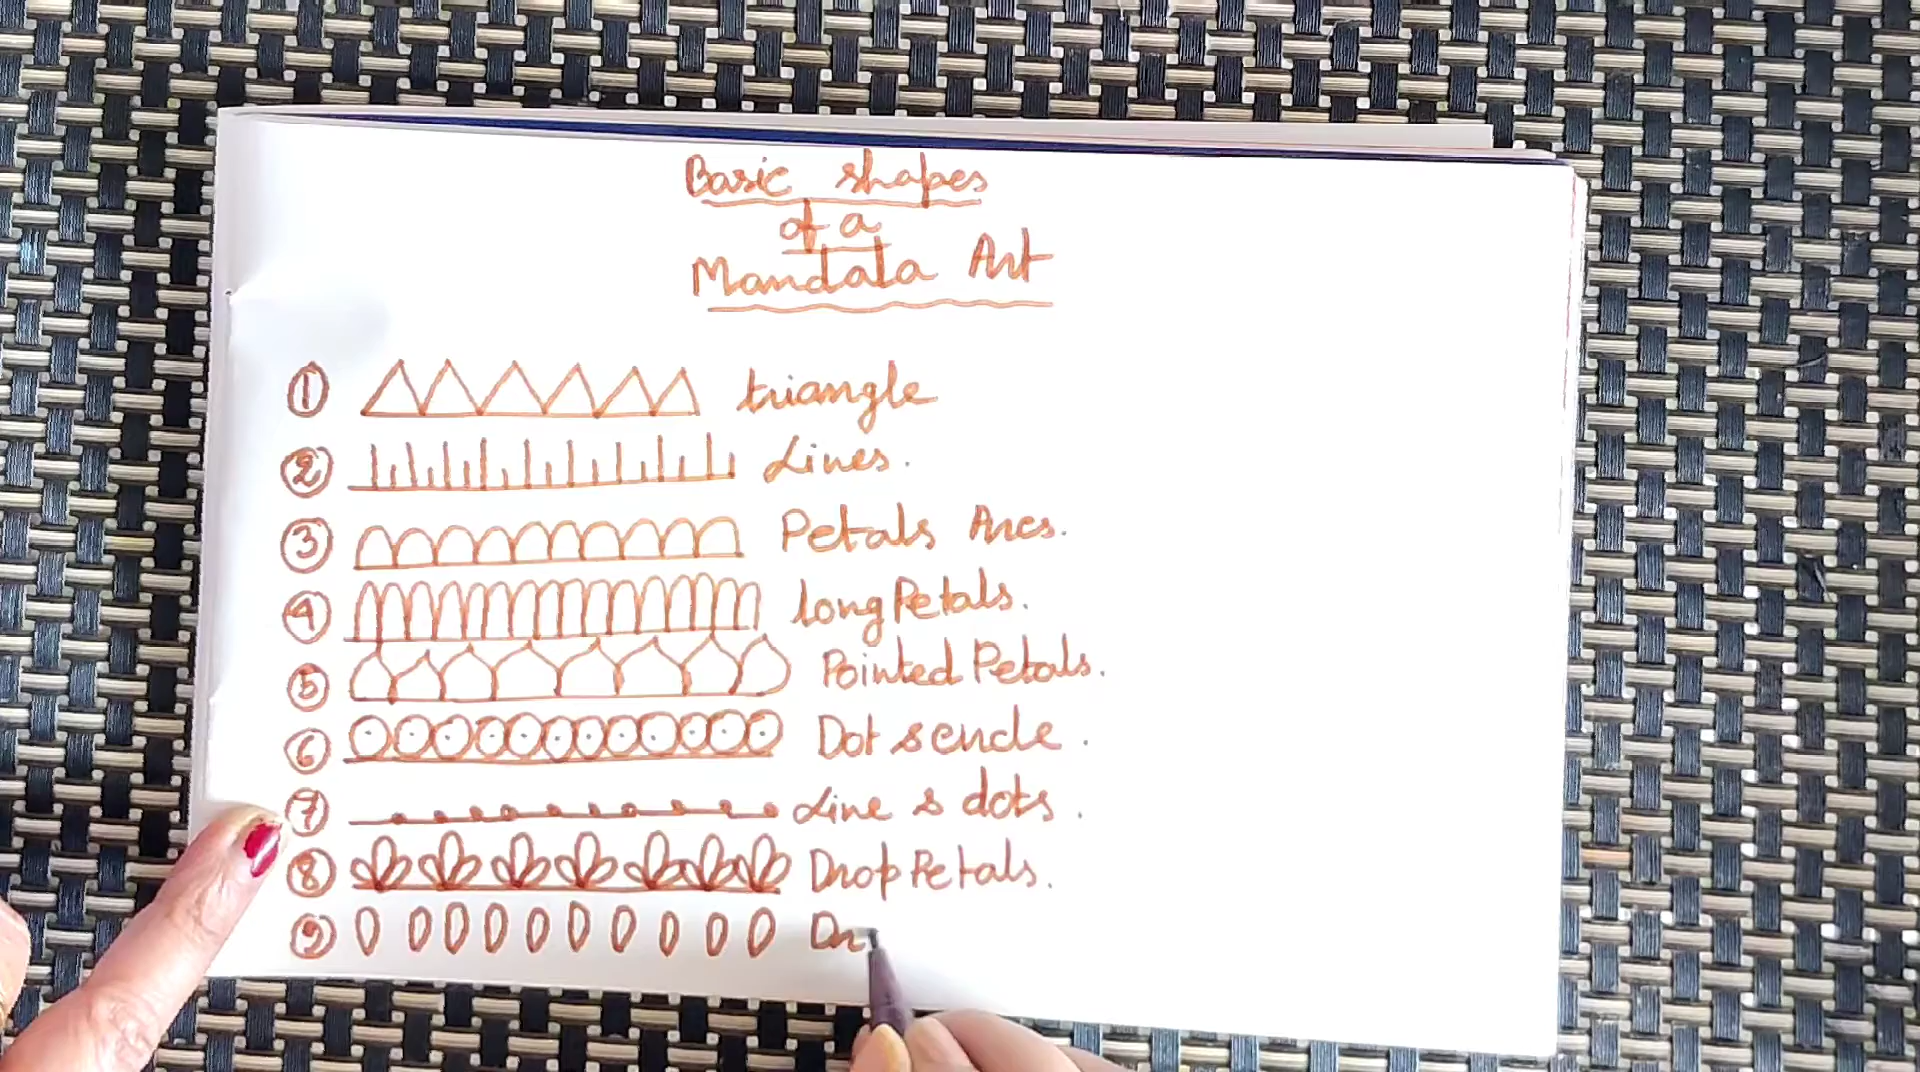 Basic shapes
of a
Mandala Art
1 triangle
2 Lines.
3 Petals Arcs.
4 long Petals.
5 Pointed Petals.
6 Dot
7 Line & dots.
8 Drop Petals.
9 Dr